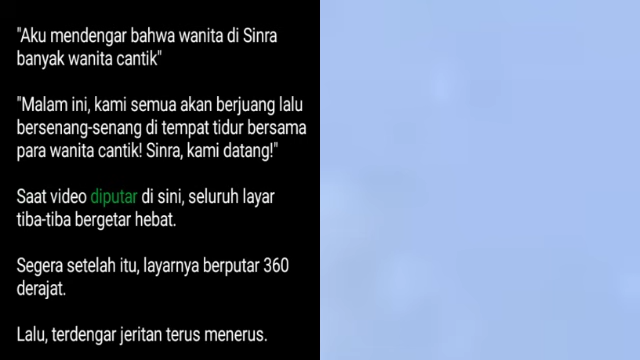 "Aku mendengar bahwa wanita di Sinra
banyak wanita cantik"
"Malam ini, kami semua akan berjuang lalu
bersenang-senang di tempat tidur bersama
para wanita cantik! Sinra, kami datang!"
Saat video diputar di sini, seluruh layar
tiba-tiba bergetar hebat.
Segera setelah itu, layarnya berputar 360
derajat.
Lalu, terdengar jeritan terus menerus.